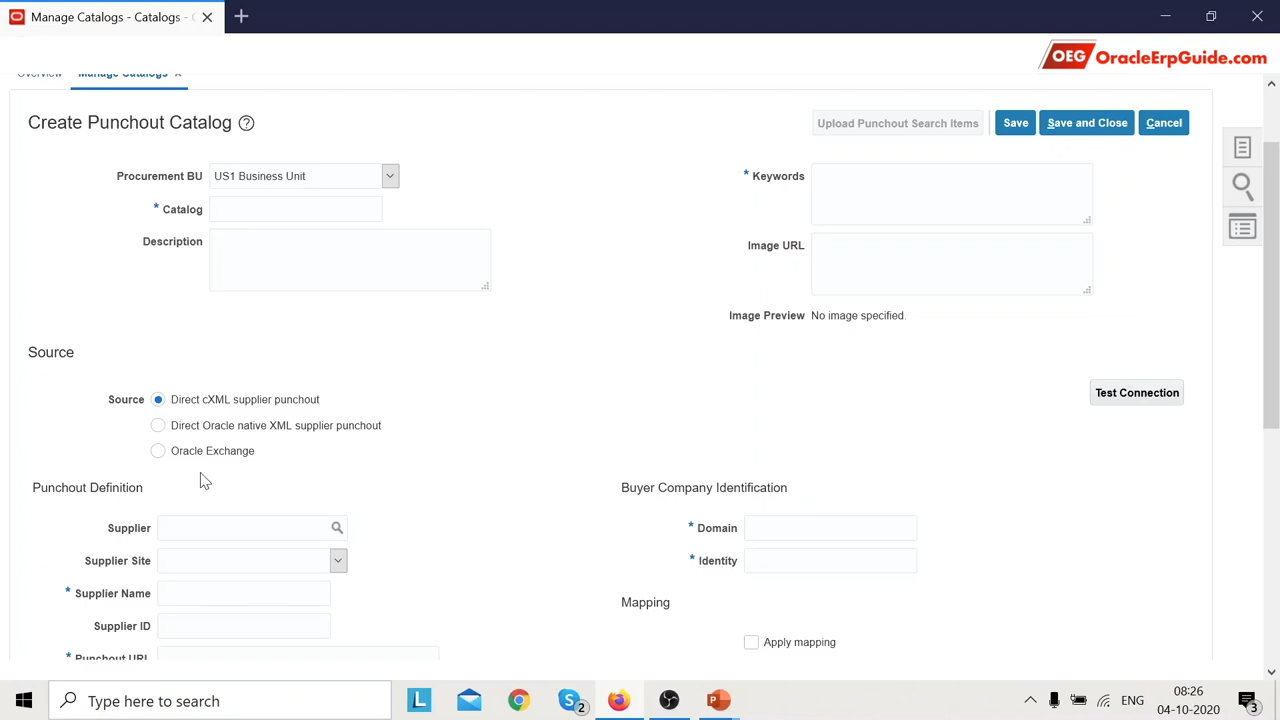 Manage Catalogs - Catalogs -
OEG OracleErpGuide.com
Overview Manage Catalogs ×
Create Punchout Catalog ?
Upload Punchout Search Items Save Save and Close Cancel
Procurement BU US1 Business Unit
* Catalog
Description
* Keywords
Image URL
Image Preview No image specified.
Source
Source Direct cXML supplier punchout
Direct Oracle native XML supplier punchout
Oracle Exchange
Test Connection
Punchout Definition
Supplier
Supplier Site
* Supplier Name
Supplier ID
* Punchout URL
Buyer Company Identification
* Domain
* Identity
Mapping
Apply mapping
Type here to search
L
2
ENG
08:26
04-10-2020
3